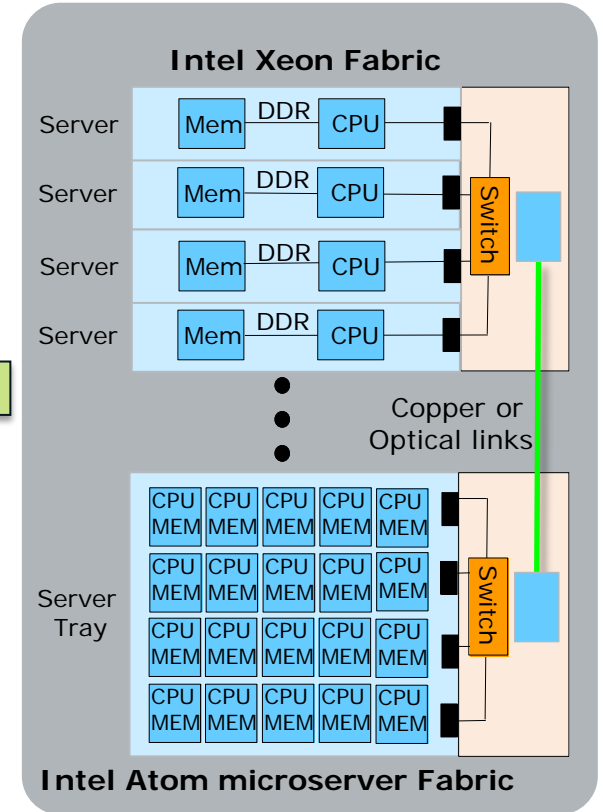 Intel Xeon Fabric
Server Mem DDR CPU
Server Mem DDR CPU
Switch
Server Mem DDR CPU
Server Mem DDR CPU
Copper or
Optical links
CPU CPU CPU CPU CPU
MEM MEM MEM MEM MEM
CPU CPU CPU CPU CPU
MEM MEM MEM MEM MEM
Switch
Server
Tray
CPU CPU CPU CPU CPU
MEM MEM MEM MEM MEM
CPU CPU CPU CPU CPU
MEM MEM MEM MEM MEM
Intel Atom microserver Fabric